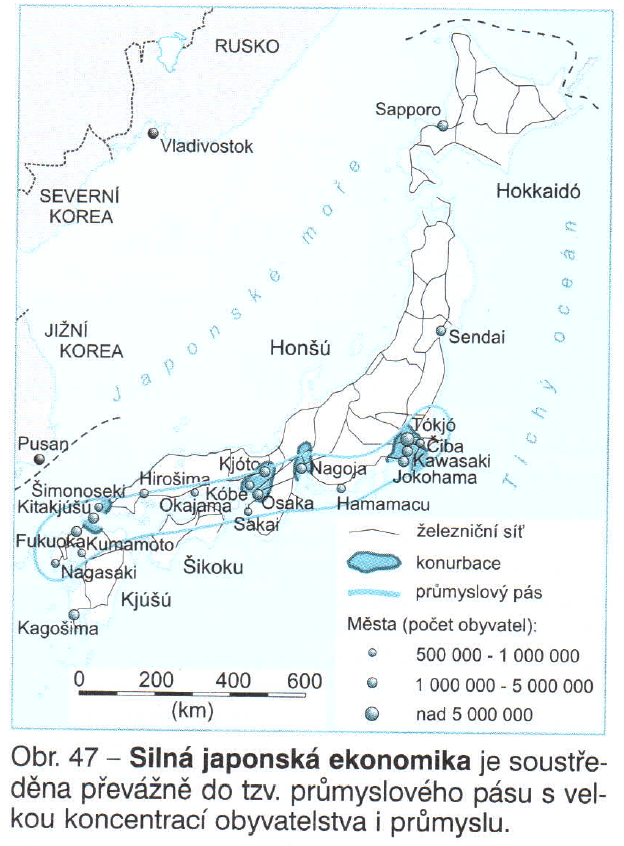 RUSKO
Sapporo
Vladivostok
Hokkaidó
SEVERNÍ
KOREA
Japonské moře
Tichý oceán
JIŽNÍ
KOREA
Honšú
Sendai
Pusan
Tókjó
Čiba
Kawasaki
Jokohama
Kjóto
Nagoja
Hirošima
Kóbe
Ósaka
Hamamacu
Šimonoseki
Kitakjúšú
Okajama
Sakai
Fukuoka
Kumamoto
Nagasaki
Šikoku
Kjúšú
Kagošima
železniční síť
konurbace
průmyslový pás
Města (počet obyvatel):
500 000 - 1 000 000
1 000 000 - 5 000 000
nad 5 000 000
0 200 400 600
(km)
Obr. 47 – Silná japonská ekonomika je soustře-
děna převážně do tzv. průmyslového pásu s vel-
kou koncentrací obyvatelstva i průmyslu.